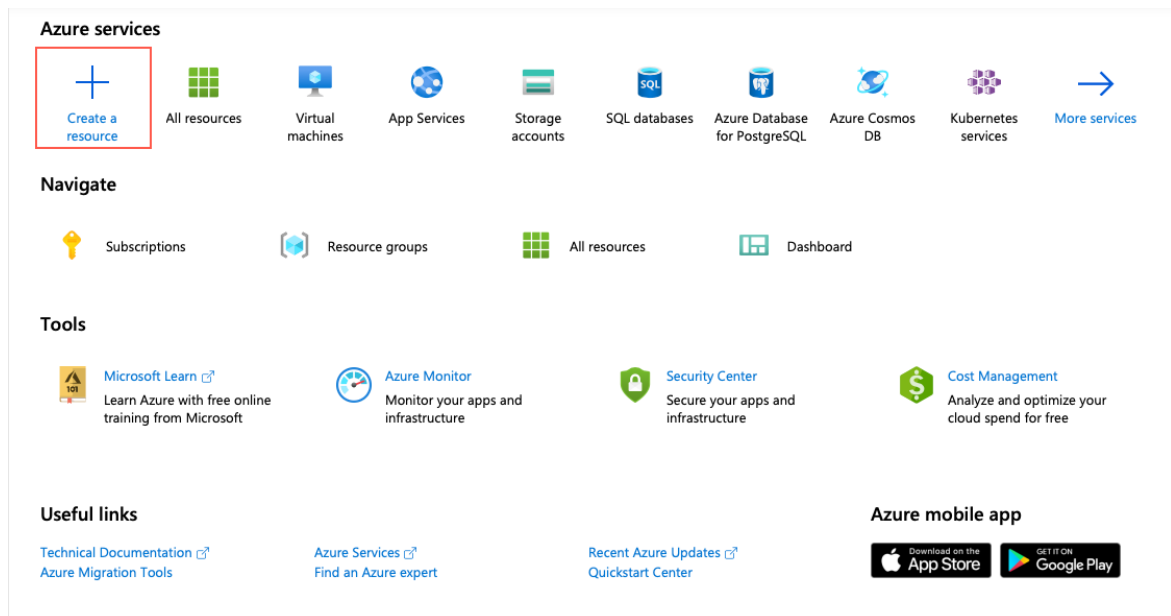 Azure services
Create a resource
All resources
Virtual machines
App Services
Storage accounts
SQL
SQL databases
Azure Database for PostgreSQL
Azure Cosmos DB
Kubernetes services
More services
Navigate
Subscriptions
Resource groups
All resources
Dashboard
Tools
101
Microsoft Learn
Learn Azure with free online
training from Microsoft
Azure Monitor
Monitor your apps and
infrastructure
Security Center
Secure your apps and
infrastructure
$
Cost Management
Analyze and optimize your
cloud spend for free
Useful links
Technical Documentation
Azure Services
Recent Azure Updates
Azure Migration Tools
Find an Azure expert
Quickstart Center
Azure mobile app
Download on the
App Store
GET IT ON
Google Play